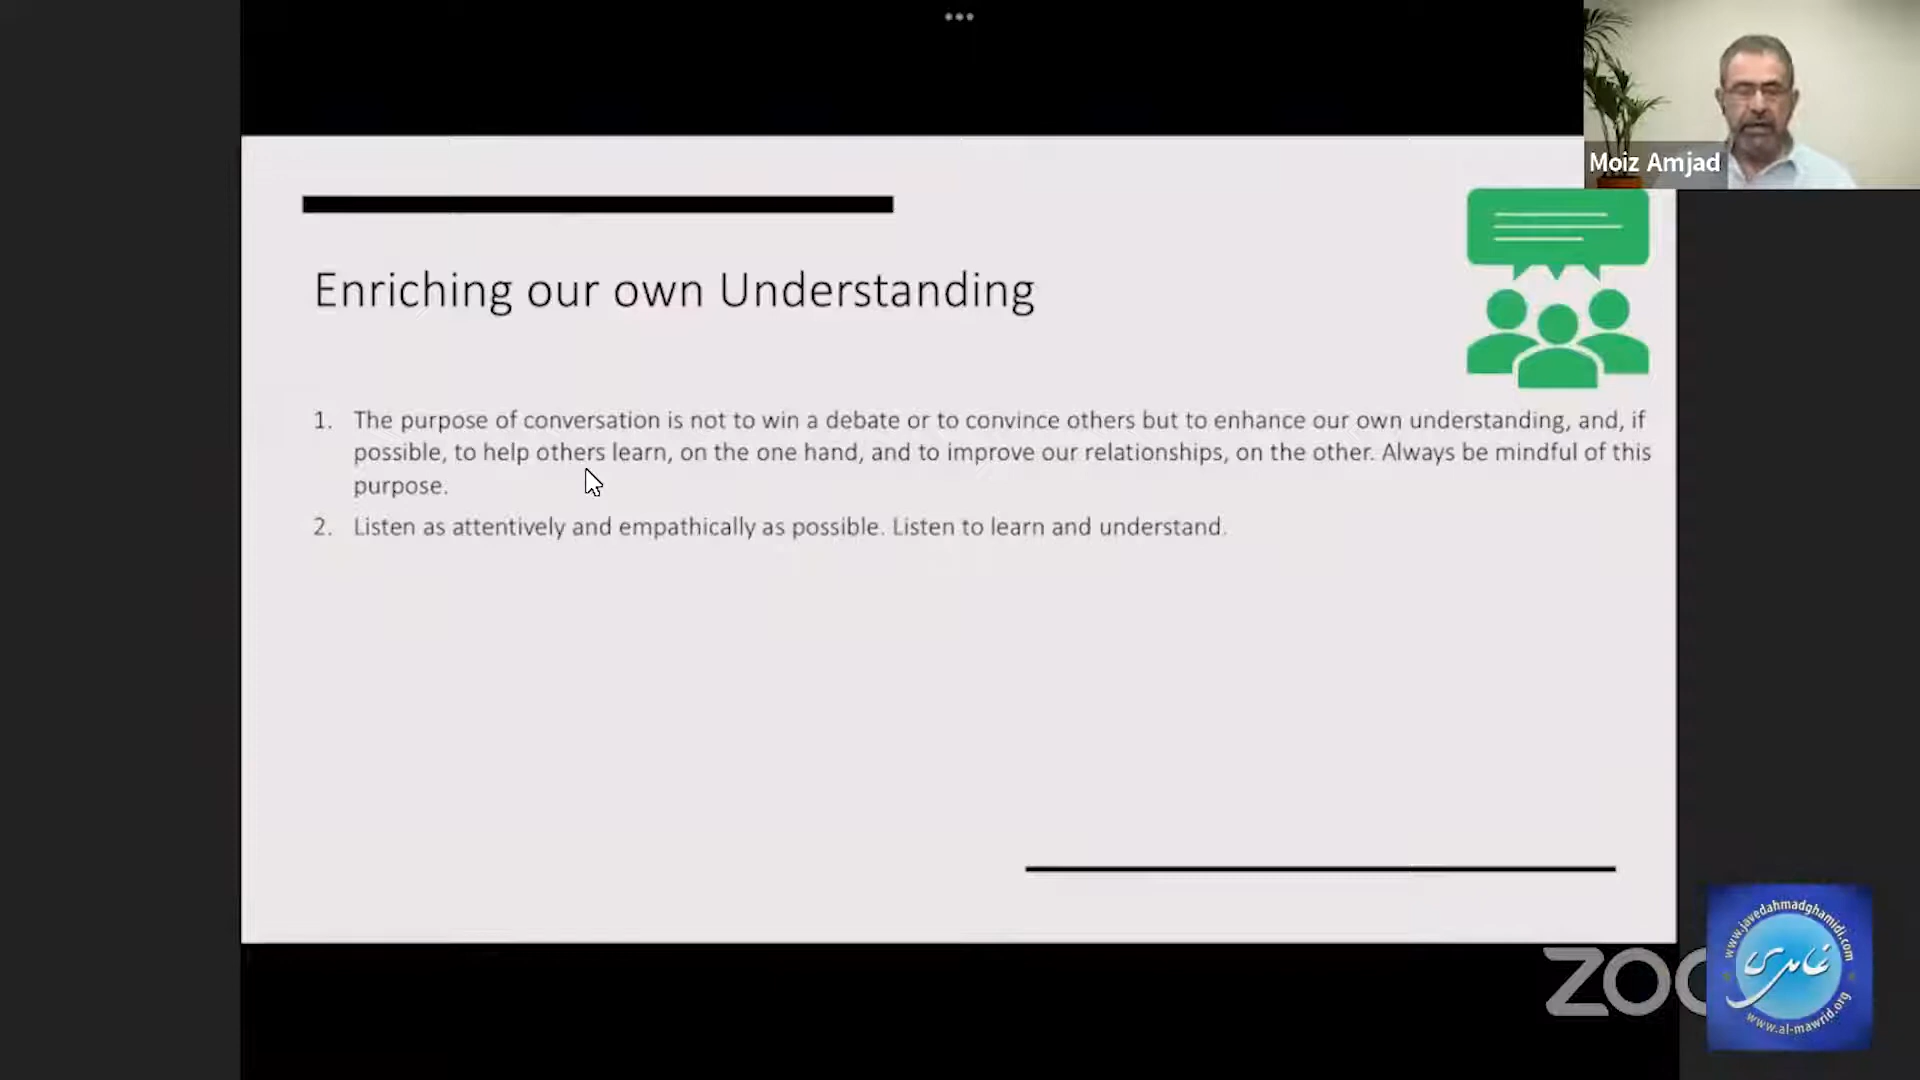 Moiz Amjad
Enriching our own Understanding
1. The purpose of conversation is not to win a debate or to convince others but to enhance our own understanding, and, if
possible, to help others learn, on the one hand, and to improve our relationships, on the other. Always be mindful of this
purpose.
2. Listen as attentively and empathically as possible. Listen to learn and understand.
ZOO
www.javedahmadghamidi.com
غامدی
www.al-mawrid.org